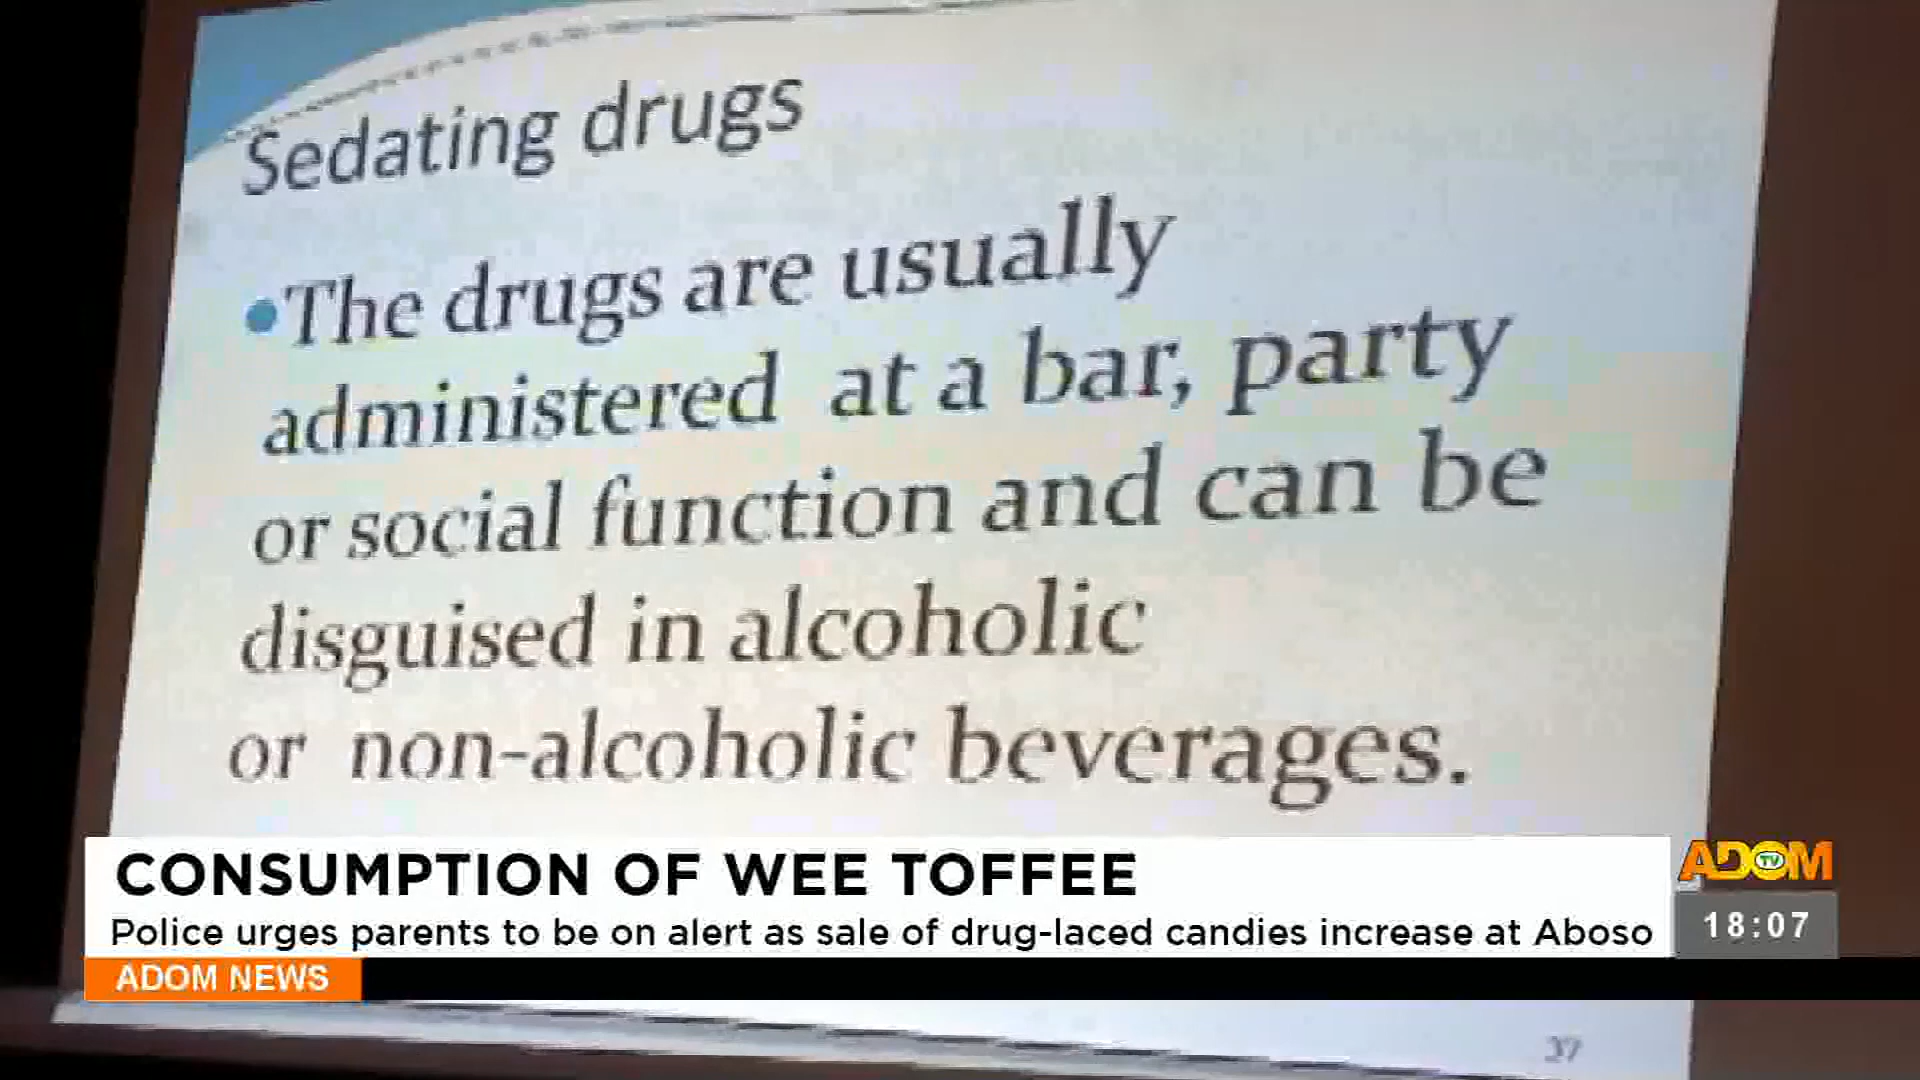 Sedating drugs
•The drugs are usually
administered at a bar, party
or social function and can be
disguised in alcoholic
or non-alcoholic beverages.
CONSUMPTION OF WEE TOFFEE
Police urges parents to be on alert as sale of drug-laced candies increase at Aboso
ADOM NEWS
ADOM TV
18:07
37